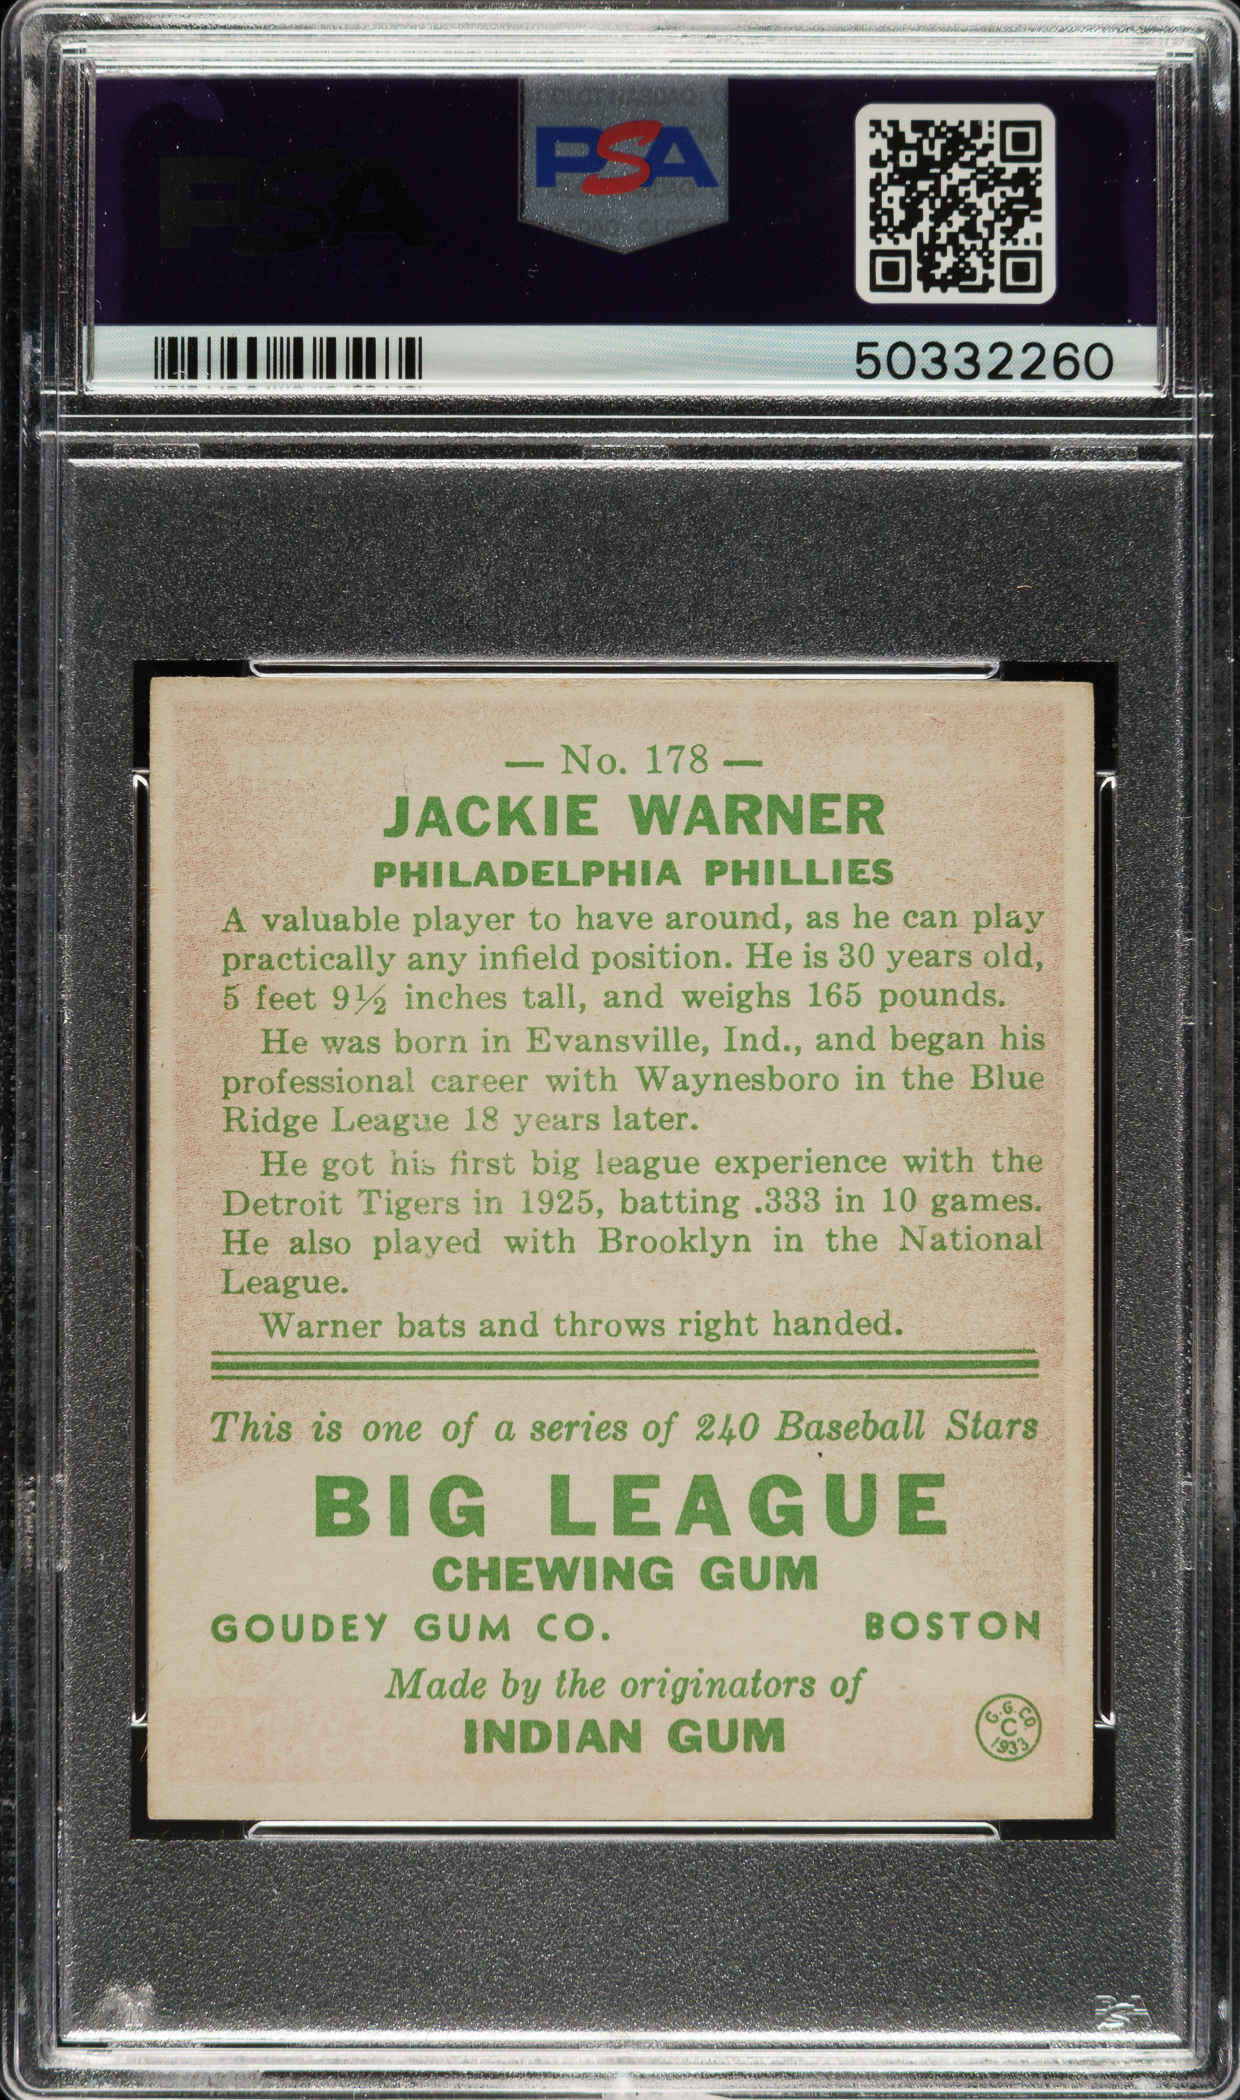 PSA
PSA
50332260
— No. 178 —
JACKIE WARNER
PHILADELPHIA PHILLIES
A valuable player to have around, as he can play
practically any infield position. He is 30 years old,
5 feet 9½ inches tall, and weighs 165 pounds.
He was born in Evansville, Ind., and began his
professional career with Waynesboro in the Blue
Ridge League 18 years later.
He got his first big league experience with the
Detroit Tigers in 1925, batting .333 in 10 games.
He also played with Brooklyn in the National
League.
Warner bats and throws right handed.
This is one of a series of 240 Baseball Stars
BIG LEAGUE
CHEWING GUM
GOUDEY GUM CO. BOSTON
Made by the originators of
INDIAN GUM
G. G. CO.
C
1933
PSA